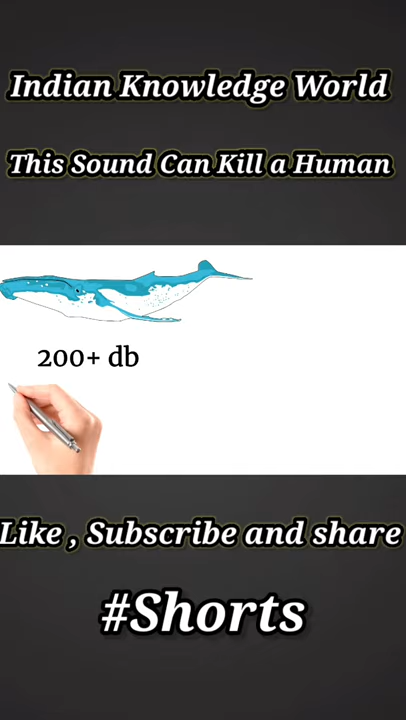 Indian Knowledge World
This Sound Can Kill a Human
200+ db
Like , Subscribe and share
#Shorts